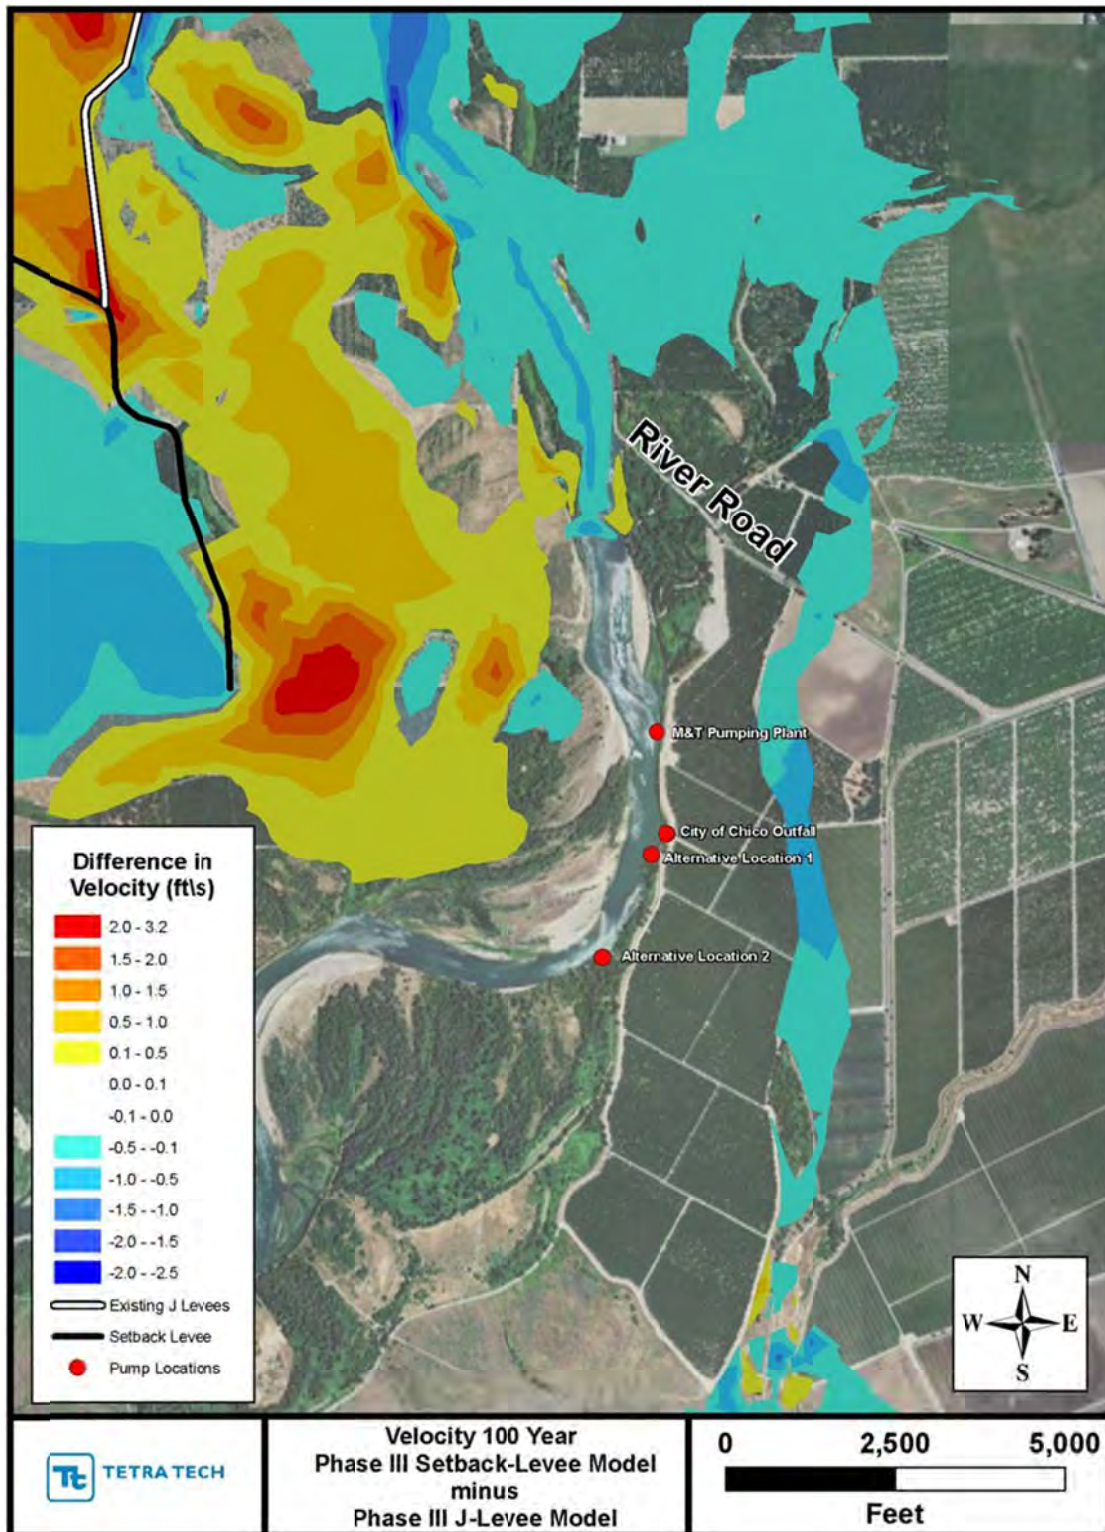 River Road
M&T Pumping Plant
City of Chico Outfall
Alternative Location 1
Alternative Location 2
Difference in
Velocity (ft\s)
2.0 - 3.2
1.5 - 2.0
1.0 - 1.5
0.5 - 1.0
0.1 - 0.5
0.0 - 0.1
-0.1 - 0.0
-0.5 - -0.1
-1.0 - -0.5
-1.5 - -1.0
-2.0 - -1.5
-2.0 - -2.5
Existing J Levees
Setback Levee
Pump Locations
N
W E
S
Tt TETRA TECH
Velocity 100 Year
Phase III Setback-Levee Model
minus
Phase III J-Levee Model
0 2,500 5,000
Feet